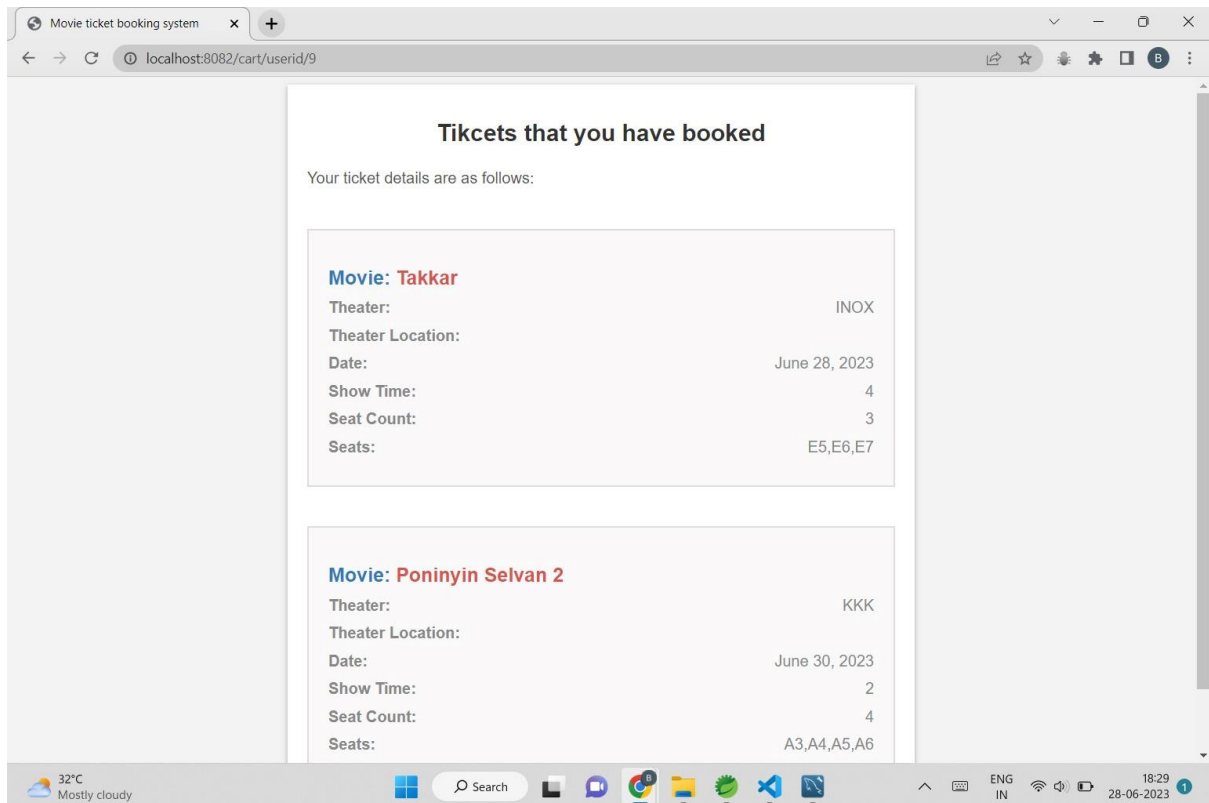 Movie ticket booking system
localhost:8082/cart/userid/9
B
Tikcets that you have booked
Your ticket details are as follows:
Movie: Takkar
Theater: INOX
Theater Location:
Date: June 28, 2023
Show Time: 4
Seat Count: 3
Seats: E5,E6,E7
Movie: Poninyin Selvan 2
Theater: KKK
Theater Location:
Date: June 30, 2023
Show Time: 2
Seat Count: 4
Seats: A3,A4,A5,A6
32°C
Mostly cloudy
Search
B
ENG
IN
18:29
28-06-2023
1